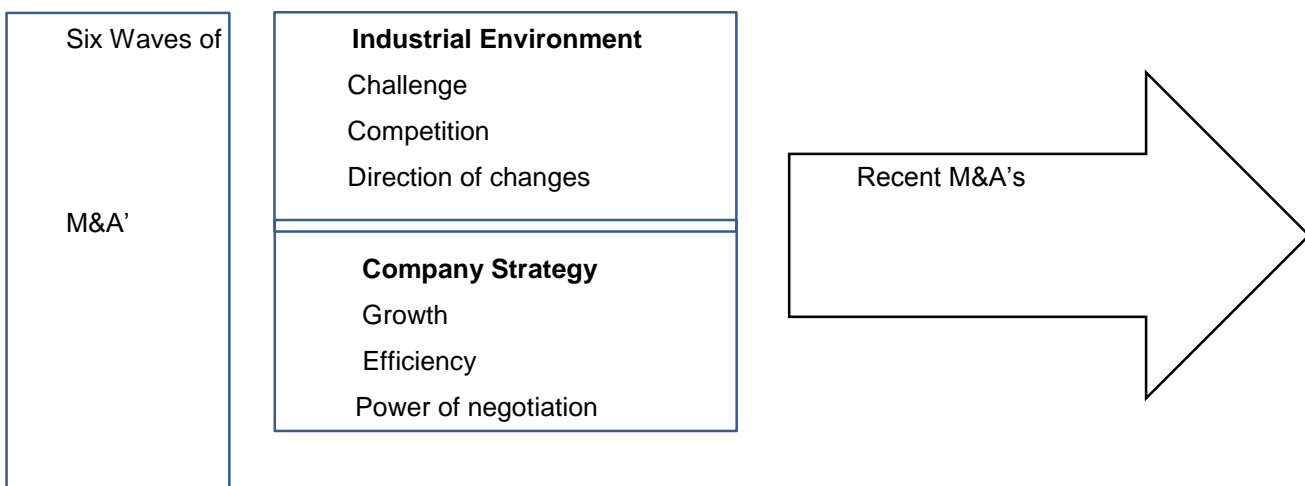 Six Waves of
M&A’
Industrial Environment
Challenge
Competition
Direction of changes
Company Strategy
Growth
Efficiency
Power of negotiation
Recent M&A’s